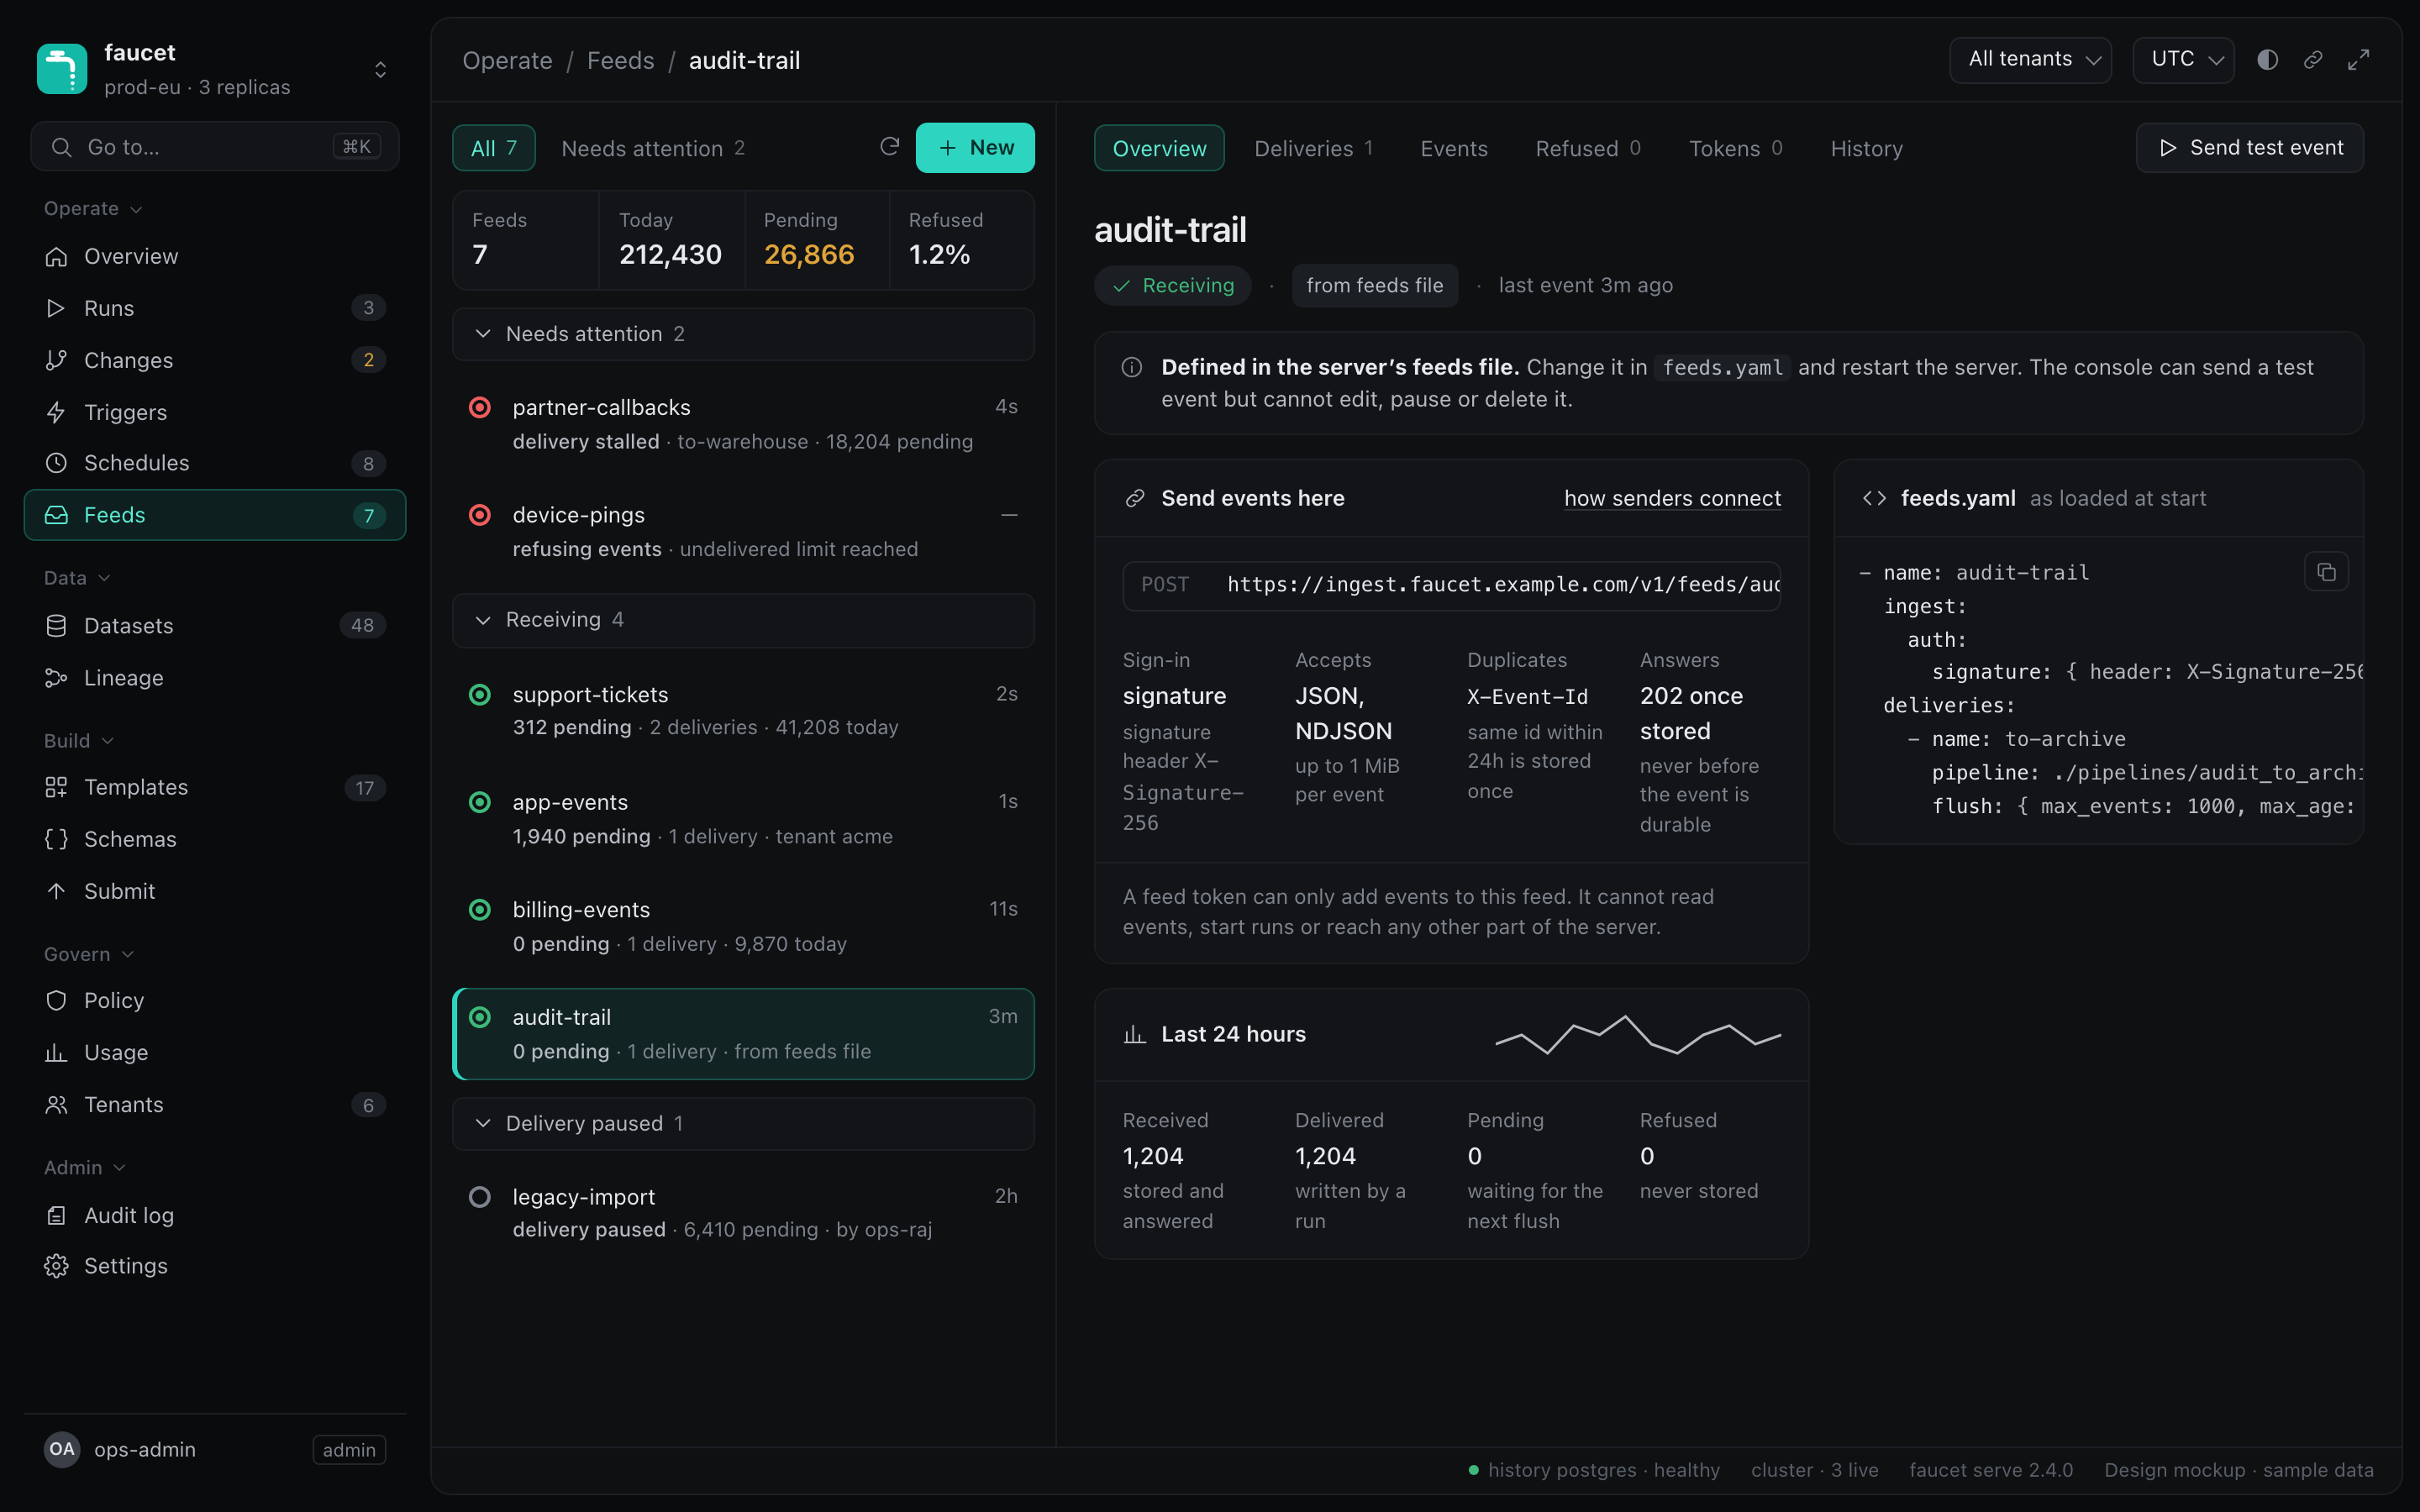 faucet
prod-eu · 3 replicas
Go to...
⌘K
Operate
Overview
Runs 3
Changes 2
Triggers
Schedules 8
Feeds 7
Data
Datasets 48
Lineage
Build
Templates 17
Schemas
Submit
Govern
Policy
Usage
Tenants 6
Admin
Audit log
Settings
OA ops-admin admin
Operate / Feeds / audit-trail
All tenants
UTC
All 7
Needs attention 2
New
Feeds
7
Today
212,430
Pending
26,866
Refused
1.2%
Needs attention 2
partner-callbacks 4s
delivery stalled · to-warehouse · 18,204 pending
device-pings —
refusing events · undelivered limit reached
Receiving 4
support-tickets 2s
312 pending · 2 deliveries · 41,208 today
app-events 1s
1,940 pending · 1 delivery · tenant acme
billing-events 11s
0 pending · 1 delivery · 9,870 today
audit-trail 3m
0 pending · 1 delivery · from feeds file
Delivery paused 1
legacy-import 2h
delivery paused · 6,410 pending · by ops-raj
Overview
Deliveries 1
Events
Refused 0
Tokens 0
History
Send test event
audit-trail
Receiving · from feeds file · last event 3m ago
Defined in the server’s feeds file. Change it in feeds.yaml and restart the server. The console can send a test
event but cannot edit, pause or delete it.
Send events here
how senders connect
POST https://ingest.faucet.example.com/v1/feeds/aud
Sign-in
signature
signature
header X-
Signature-
256
Accepts
JSON,
NDJSON
up to 1 MiB
per event
Duplicates
X-Event-Id
same id within
24h is stored
once
Answers
202 once
stored
never before
the event is
durable
A feed token can only add events to this feed. It cannot read
events, start runs or reach any other part of the server.
Last 24 hours
Received
1,204
stored and
answered
Delivered
1,204
written by a
run
Pending
0
waiting for the
next flush
Refused
0
never stored
feeds.yaml as loaded at start
- name: audit-trail
ingest:
auth:
signature: { header: X-Signature-256
deliveries:
- name: to-archive
pipeline: ./pipelines/audit_to_archi
flush: { max_events: 1000, max_age:
history postgres · healthy
cluster · 3 live
faucet serve 2.4.0
Design mockup · sample data